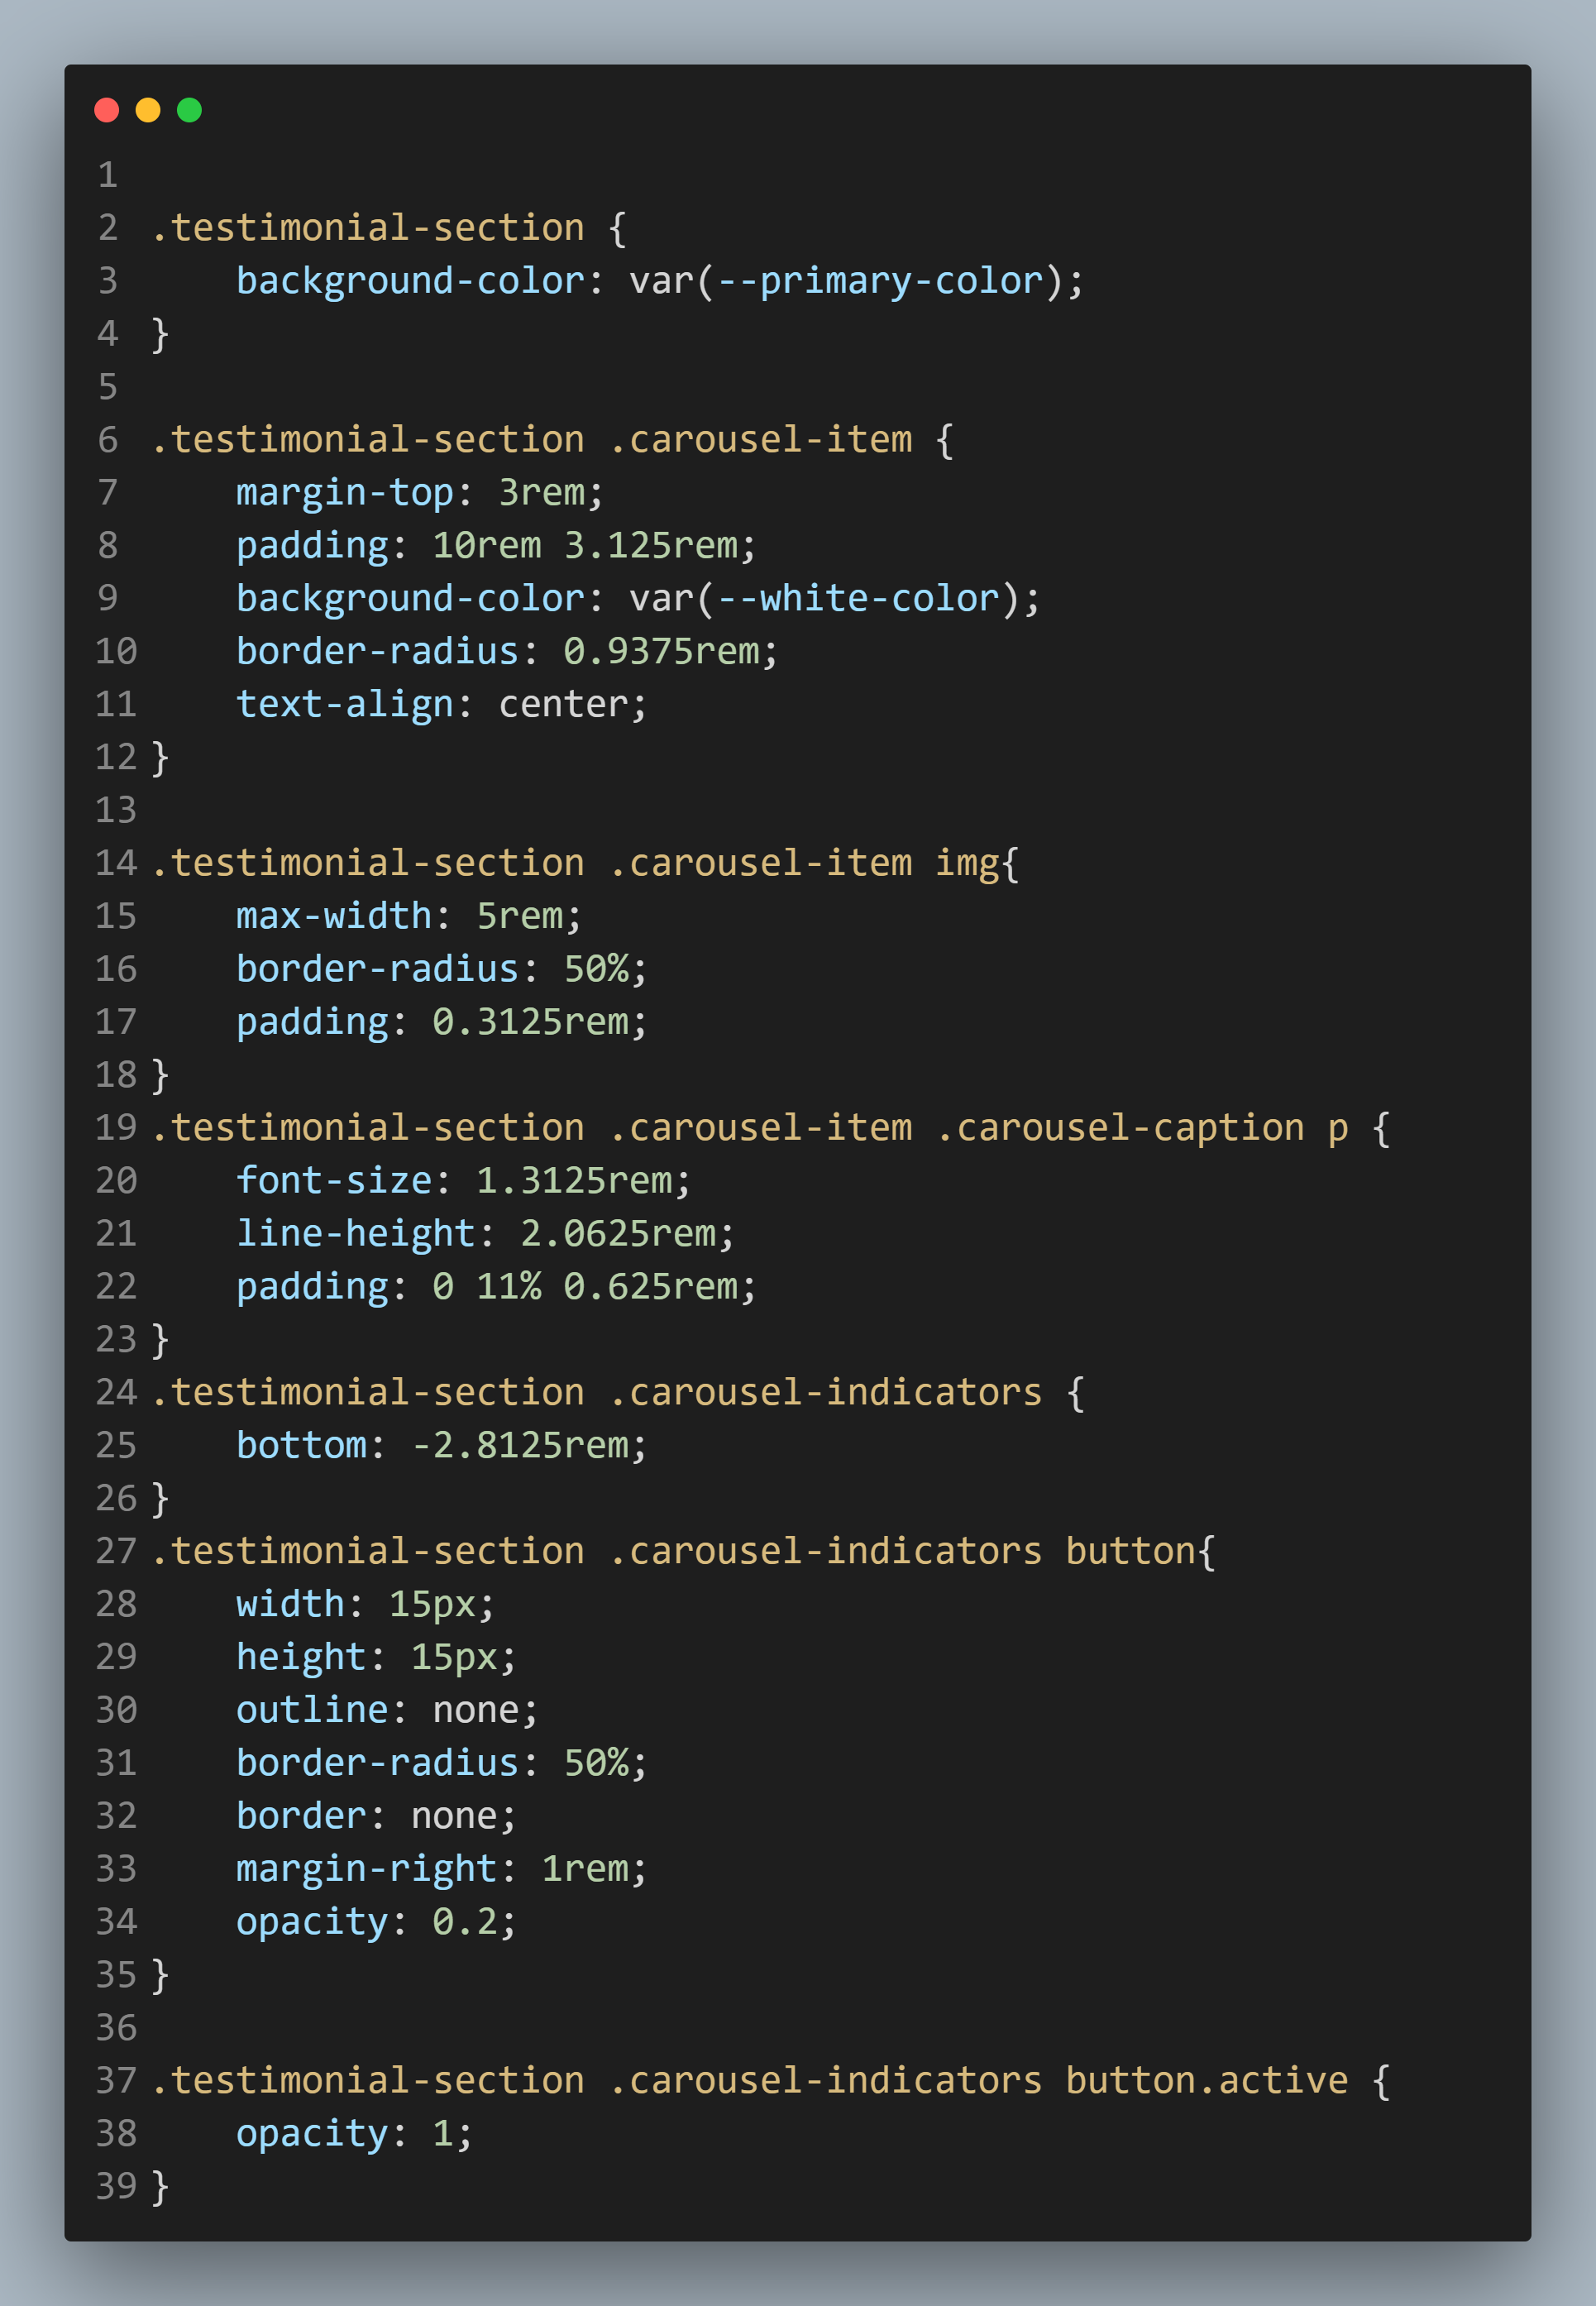 1
2 .testimonial-section {
3     background-color: var(--primary-color);
4 }
5
6 .testimonial-section .carousel-item {
7     margin-top: 3rem;
8     padding: 10rem 3.125rem;
9     background-color: var(--white-color);
10     border-radius: 0.9375rem;
11     text-align: center;
12 }
13
14 .testimonial-section .carousel-item img{
15     max-width: 5rem;
16     border-radius: 50%;
17     padding: 0.3125rem;
18 }
19 .testimonial-section .carousel-item .carousel-caption p {
20     font-size: 1.3125rem;
21     line-height: 2.0625rem;
22     padding: 0 11% 0.625rem;
23 }
24 .testimonial-section .carousel-indicators {
25     bottom: -2.8125rem;
26 }
27 .testimonial-section .carousel-indicators button{
28     width: 15px;
29     height: 15px;
30     outline: none;
31     border-radius: 50%;
32     border: none;
33     margin-right: 1rem;
34     opacity: 0.2;
35 }
36
37 .testimonial-section .carousel-indicators button.active {
38     opacity: 1;
39 }